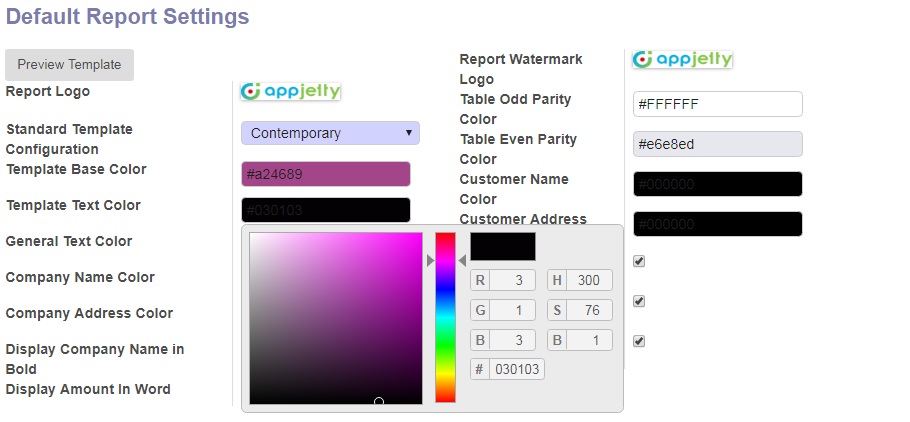 Default Report Settings
Preview Template
Report Logo
appjetty
Standard Template
Configuration
Contemporary
Template Base Color
#a24689
Template Text Color
#030103
General Text Color
Company Name Color
Company Address Color
Display Company Name in
Bold
Display Amount In Word
Report Watermark
Logo
appjetty
Table Odd Parity
Color
#FFFFFF
Table Even Parity
Color
#e6e8ed
Customer Name
Color
#000000
Customer Address
#000000
R 3
H 300
G 1
S 76
B 3
B 1
# 030103